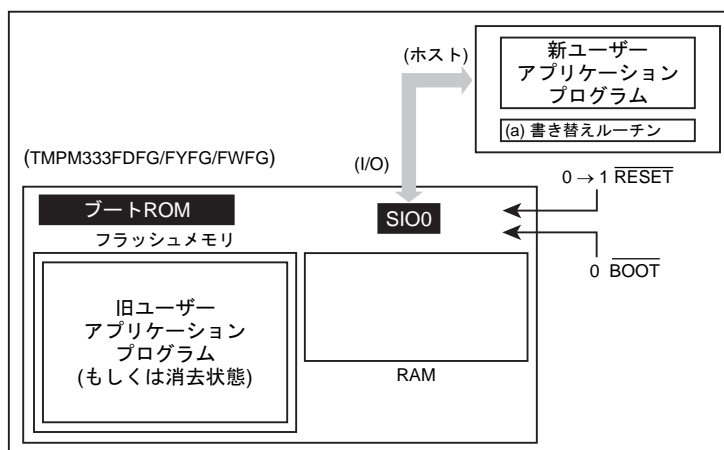 (ホスト)
新ユーザー
アプリケーション
プログラム
(a) 書き替えルーチン
(TMPM333FDFG/FYFG/FWFG)
(I/O)
0 → 1 RESET
ブートROM
SIO0
フラッシュメモリ
0 BOOT
旧ユーザー
アプリケーション
プログラム
(もしくは消去状態)
RAM